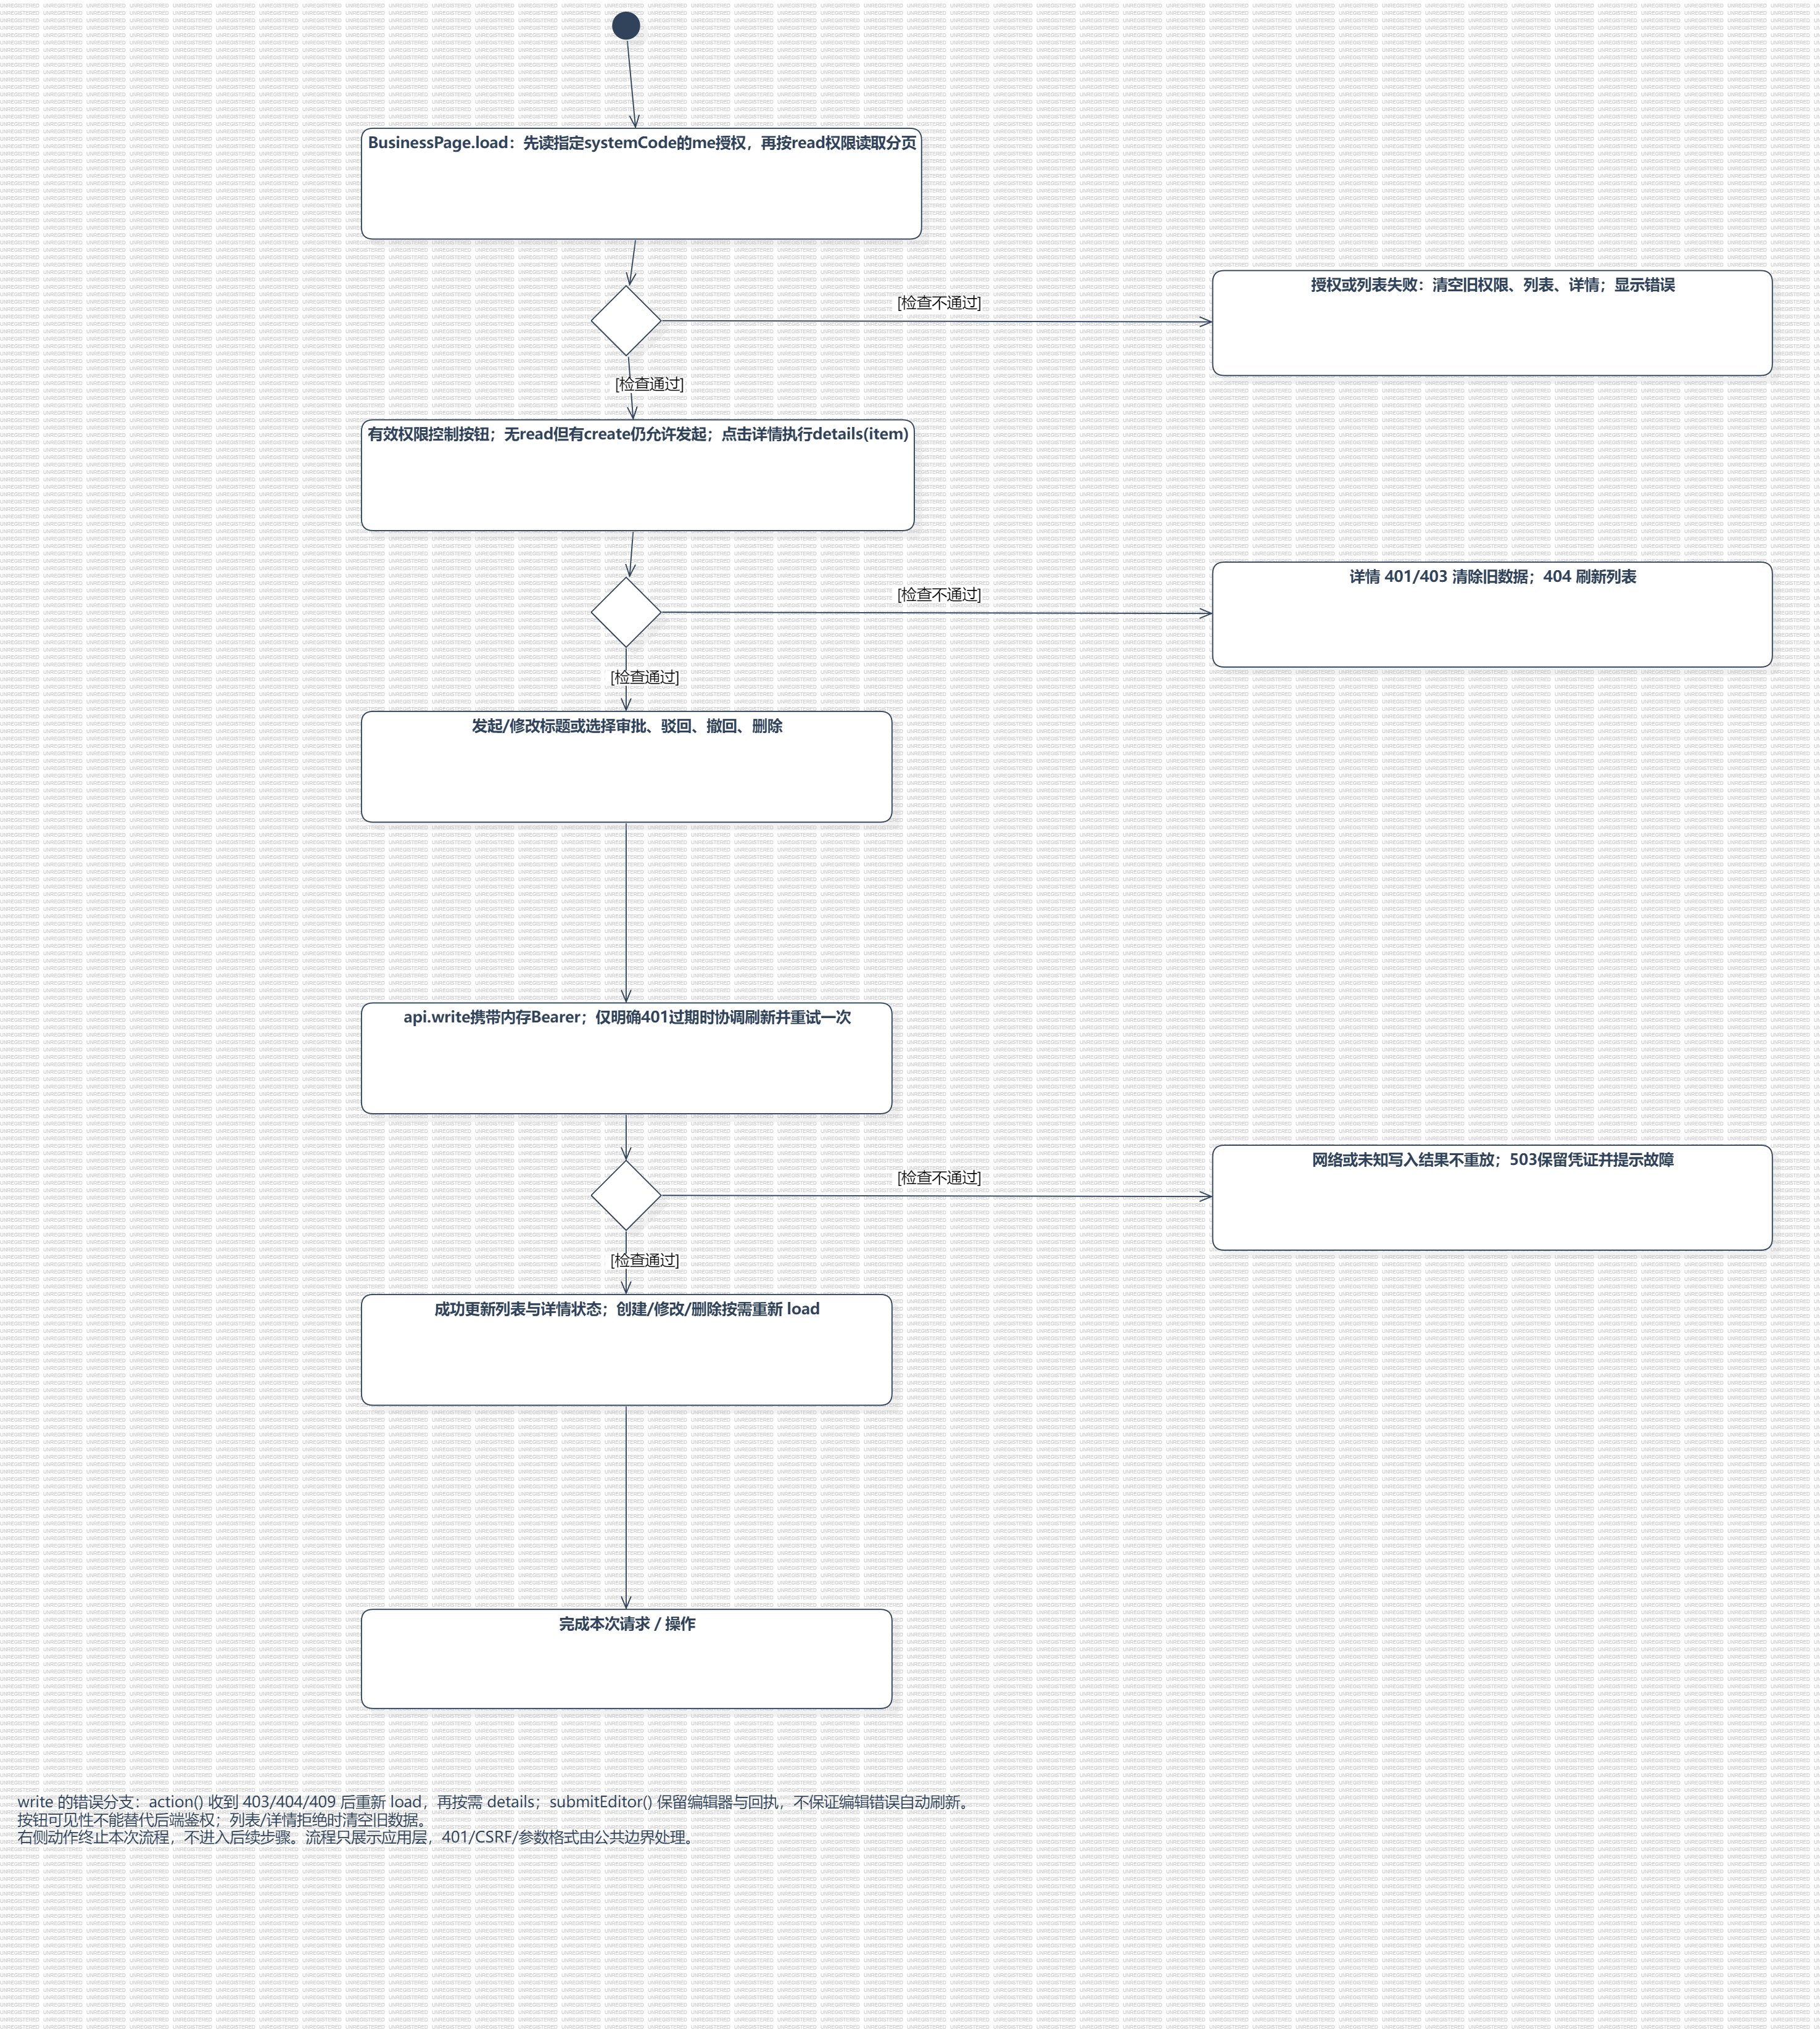 BusinessPage.load：先读指定systemCode的me授权，再按read权限读取分页
授权或列表失败：清空旧权限、列表、详情；显示错误
[检查不通过]
[检查通过]
有效权限控制按钮；无read但有create仍允许发起；点击详情执行details(item)
详情 401/403 清除旧数据；404 刷新列表
[检查不通过]
[检查通过]
发起/修改标题或选择审批、驳回、撤回、删除
api.write携带内存Bearer；仅明确401过期时协调刷新并重试一次
网络或未知写入结果不重放；503保留凭证并提示故障
[检查不通过]
[检查通过]
成功更新列表与详情状态；创建/修改/删除按需重新 load
完成本次请求 / 操作
write 的错误分支：action() 收到 403/404/409 后重新 load，再按需 details；submitEditor() 保留编辑器与回执，不保证编辑错误自动刷新。
按钮可见性不能替代后端鉴权；列表/详情拒绝时清空旧数据。
右侧动作终止本次流程，不进入后续步骤。流程只展示应用层，401/CSRF/参数格式由公共边界处理。
UNREGISTERED